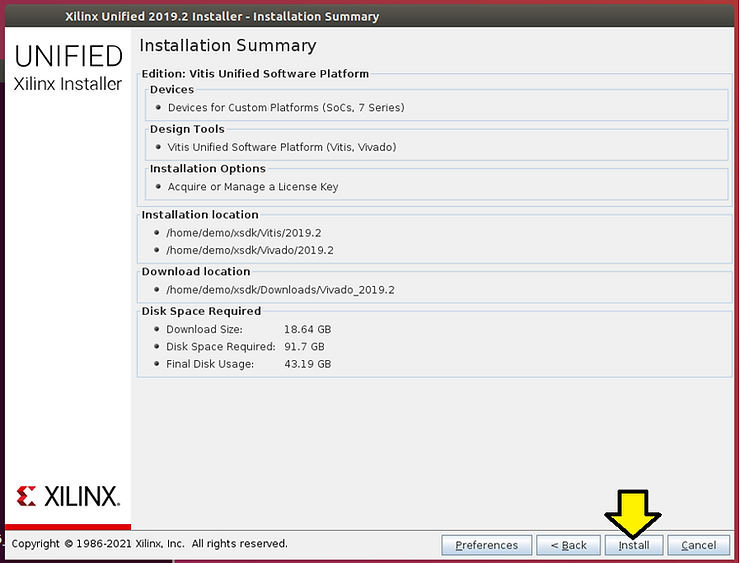 Xilinx Unified 2019.2 Installer - Installation Summary
UNIFIED
Xilinx Installer
Installation Summary
Edition: Vitis Unified Software Platform
Devices
Devices for Custom Platforms (SoCs, 7 Series)
Design Tools
Vitis Unified Software Platform (Vitis, Vivado)
Installation Options
Acquire or Manage a License Key
Installation location
/home/demo/xsdk/Vitis/2019.2
/home/demo/xsdk/Vivado/2019.2
Download location
/home/demo/xsdk/Downloads/Vivado_2019.2
Disk Space Required
Download Size: 18.64 GB
Disk Space Required: 91.7 GB
Final Disk Usage: 43.19 GB
XILINX.
Copyright © 1986-2021 Xilinx, Inc. All rights reserved.
Preferences < Back Install Cancel